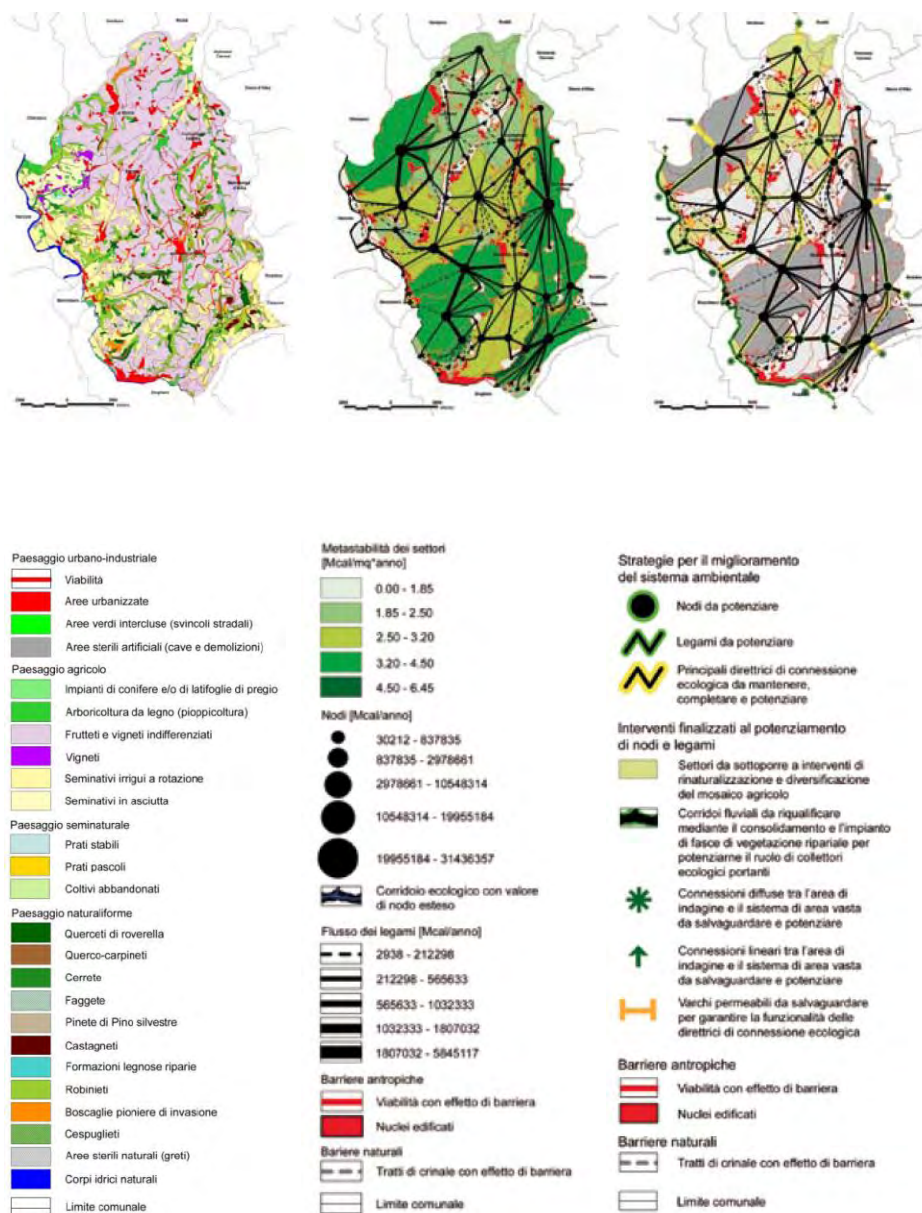 Paesaggio urbano-industriale
Viabilità
Aree urbanizzate
Aree verdi intercluse (svincoli stradali)
Aree sterili artificiali (cave e demolizioni)
Paesaggio agricolo
Impianti di conifere e/o di latifoglie di pregio
Arboricoltura da legno (pioppicoltura)
Frutteti e vigneti indifferenziati
Vigneti
Seminativi irrigui a rotazione
Seminativi in asciutta
Paesaggio seminaturale
Prati stabili
Prati pascoli
Coltivi abbandonati
Paesaggio naturaliforme
Querceti di roverella
Querco-carpineti
Cerrete
Faggete
Pinete di Pino silvestre
Castagneti
Formazioni legnose riparie
Robinieti
Boscaglie pioniere di invasione
Cespuglieti
Aree sterili naturali (greti)
Corpi idrici naturali
Limite comunale
Metastabilità dei settori
[Mcal/mq*anno]
0.00 - 1.85
1.85 - 2.50
2.50 - 3.20
3.20 - 4.50
4.50 - 6.45
Nodi [Mcal/anno]
30212 - 837835
837835 - 2978661
2978661 - 10548314
10548314 - 19955184
19955184 - 31436357
Corridoio ecologico con valore
di nodo esteso
Flusso dei legami [Mcal/anno]
2938 - 212298
212298 - 565633
565633 - 1032333
1032333 - 1807032
1807032 - 5845117
Barriere antropiche
Viabilità con effetto di barriera
Nuclei edificati
Bariere naturali
Tratti di crinale con effetto di barriera
Limite comunale
Strategie per il miglioramento
del sistema ambientale
Nodi da potenziare
Legami da potenziare
Principali direttrici di connessione
ecologica da mantenere,
completare e potenziare
Interventi finalizzati al potenziamento
di nodi e legami
Settori da sottoporre a interventi di
rinaturalizzazione e diversificazione
del mosaico agricolo
Corridoi fluviali da riqualificare
mediante il consolidamento e l'impianto
di fasce di vegetazione ripariale per
potenziarne il ruolo di collettori
ecologici portanti
Connessioni diffuse tra l'area di
indagine e il sistema di area vasta
da salvaguardare e potenziare
Connessioni lineari tra l'area di
indagine e il sistema di area vasta
da salvaguardare e potenziare
Varchi permeabili da salvaguardare
per garantire la funzionalità delle
direttrici di connessione ecologica
Barriere antropiche
Viabilità con effetto di barriera
Nuclei edificati
Barriere naturali
Tratti di crinale con effetto di barriera
Limite comunale